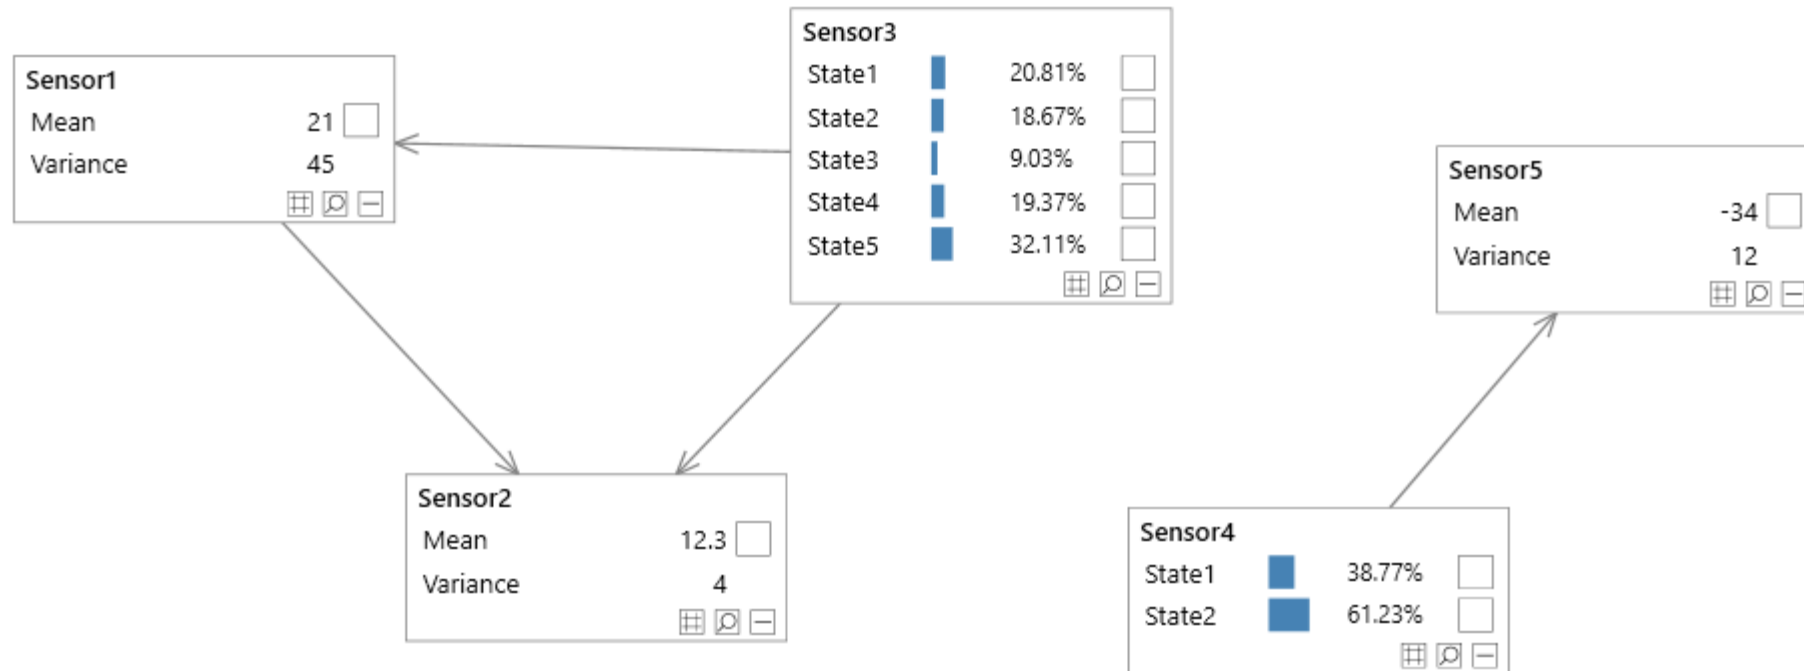 Sensor1
Mean 21
Variance 45
Sensor3
State1 20.81%
State2 18.67%
State3 9.03%
State4 19.37%
State5 32.11%
Sensor5
Mean -34
Variance 12
Sensor2
Mean 12.3
Variance 4
Sensor4
State1 38.77%
State2 61.23%